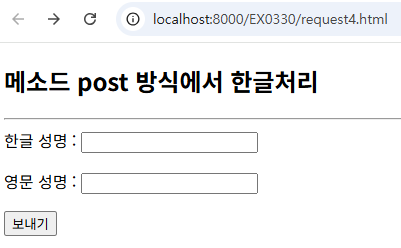 localhost:8000/EX0330/request4.html
메소드 post 방식에서 한글처리
한글 성명 :
영문 성명 :
보내기